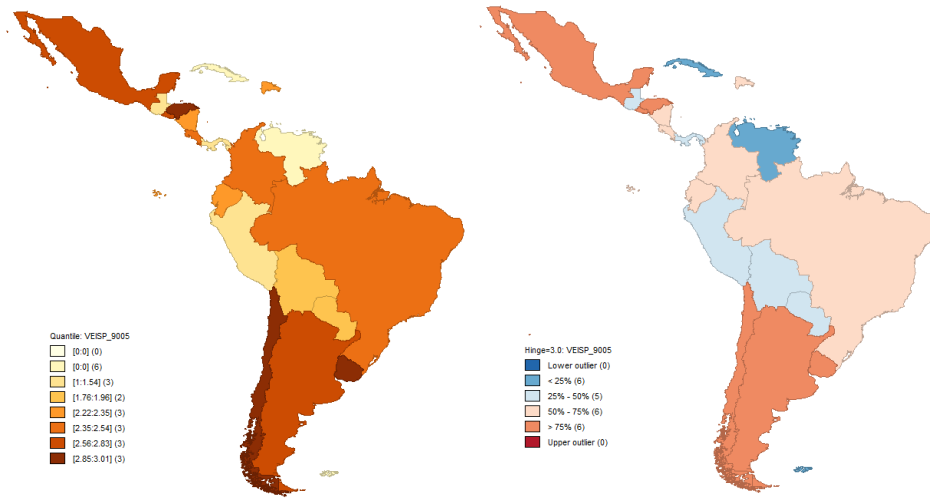 Quantile: VEISP_9005
[0:0] (0)
[0:0] (6)
[1:1.54] (3)
[1.76:1.96] (2)
[2.22:2.35] (3)
[2.35:2.54] (3)
[2.56:2.83] (3)
[2.85:3.01] (3)
Hinge=3.0: VEISP_9005
Lower outlier (0)
< 25% (6)
25% - 50% (5)
50% - 75% (6)
> 75% (6)
Upper outlier (0)